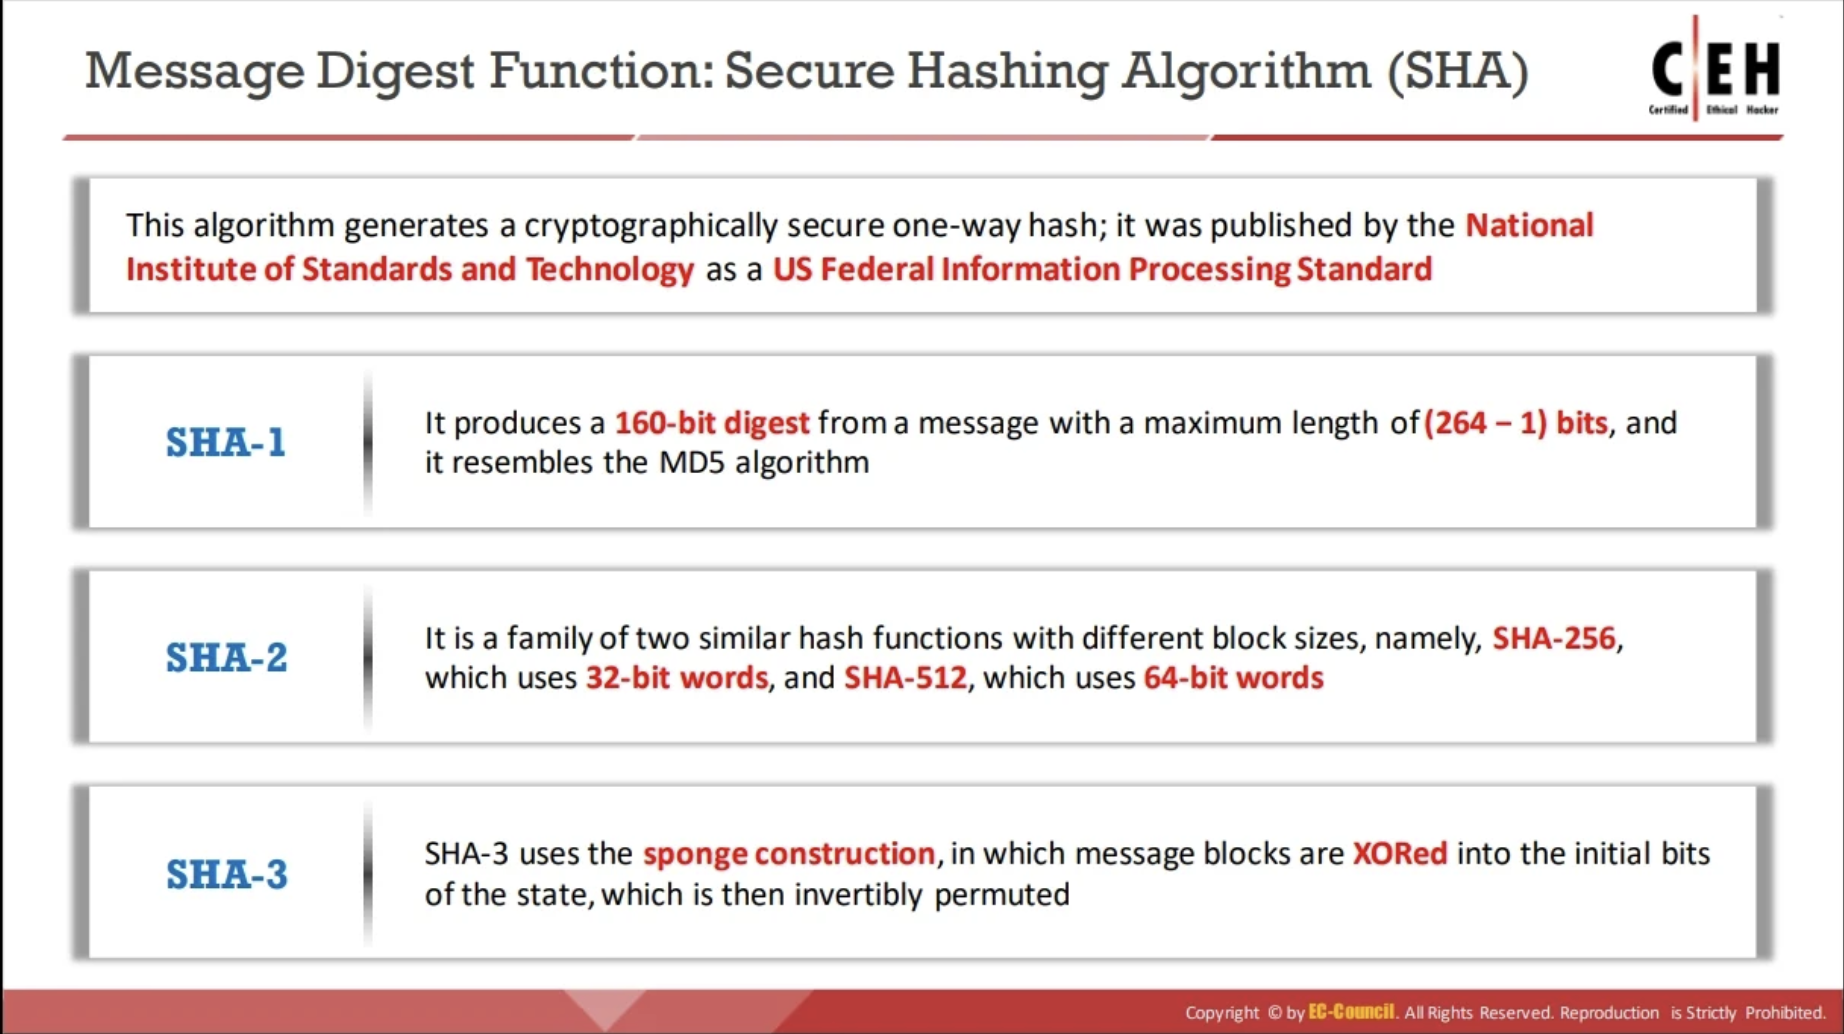 Message Digest Function: Secure Hashing Algorithm (SHA)
C EH
Certified Ethical Hacker
This algorithm generates a cryptographically secure one-way hash; it was published by the National
Institute of Standards and Technology as a US Federal Information Processing Standard
SHA-1
It produces a 160-bit digest from a message with a maximum length of (264 – 1) bits, and
it resembles the MD5 algorithm
SHA-2
It is a family of two similar hash functions with different block sizes, namely, SHA-256,
which uses 32-bit words, and SHA-512, which uses 64-bit words
SHA-3
SHA-3 uses the sponge construction, in which message blocks are XORed into the initial bits
of the state, which is then invertibly permuted
Copyright © by EC-Council. All Rights Reserved. Reproduction is Strictly Prohibited.